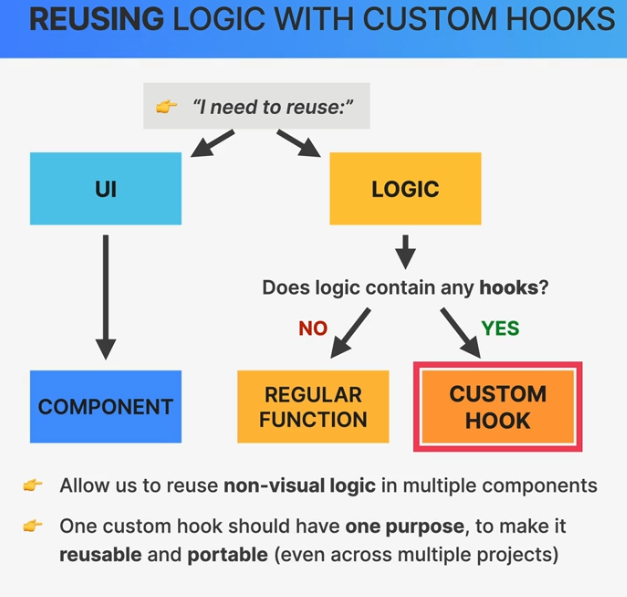 REUSING LOGIC WITH CUSTOM HOOKS
👉 “I need to reuse:”
UI
LOGIC
Does logic contain any hooks?
NO
YES
COMPONENT
REGULAR
FUNCTION
CUSTOM
HOOK
👉 Allow us to reuse non-visual logic in multiple components
👉 One custom hook should have one purpose, to make it
reusable and portable (even across multiple projects)